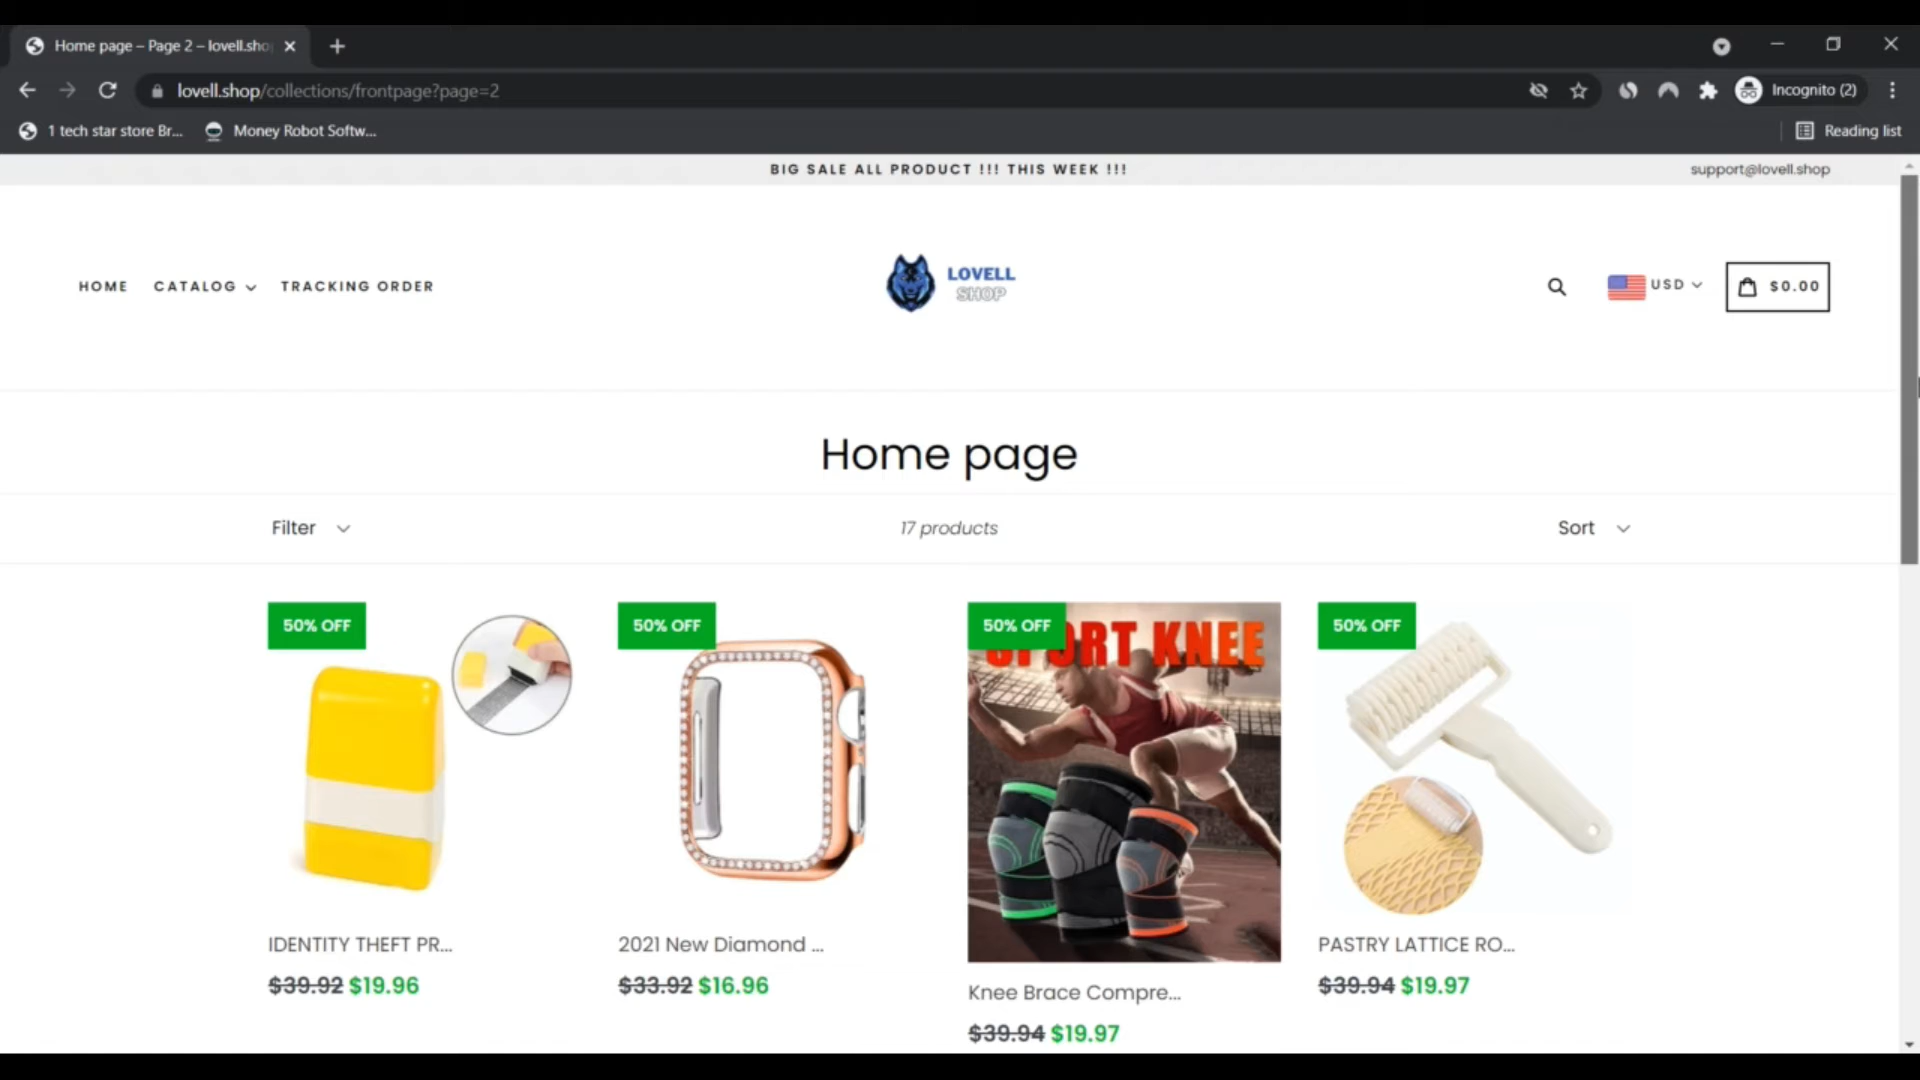 Home page – Page 2 – lovell.sho
lovell.shop/collections/frontpage?page=2
Incognito (2)
1 tech star store Br...
Money Robot Softw...
Reading list
BIG SALE ALL PRODUCT !!! THIS WEEK !!!
support@lovell.shop
HOME
CATALOG
TRACKING ORDER
LOVELL
SHOP
USD
$0.00
Home page
Filter
17 products
Sort
50% OFF
50% OFF
50% OFF
50% OFF
SPORT KNEE
IDENTITY THEFT PR...
$39.92 $19.96
2021 New Diamond ...
$33.92 $16.96
Knee Brace Compre...
$39.94 $19.97
PASTRY LATTICE RO...
$39.94 $19.97